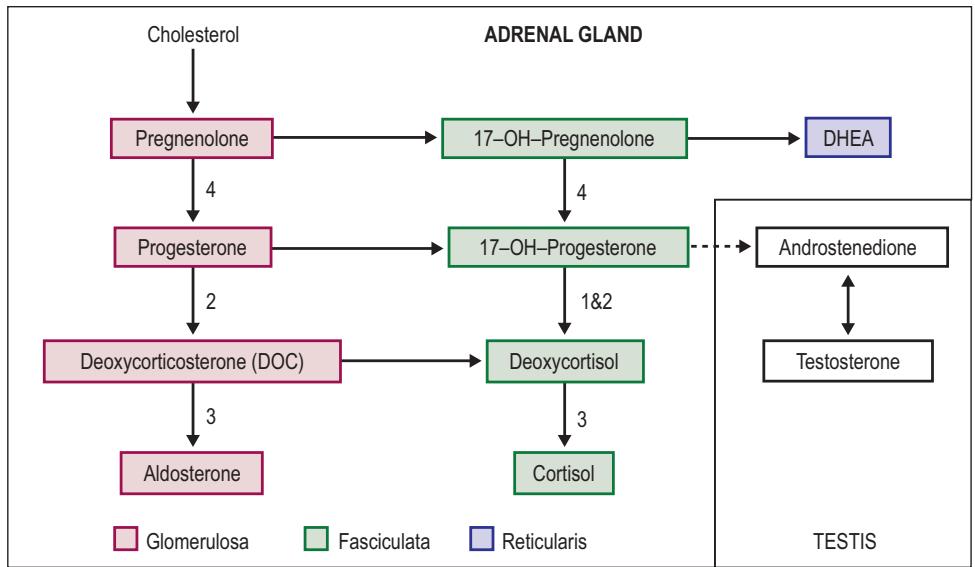 Cholesterol
ADRENAL GLAND
Pregnenolone
17–OH–Pregnenolone
DHEA
4
4
Progesterone
17–OH–Progesterone
Androstenedione
2
1&2
Deoxycorticosterone (DOC)
Deoxycortisol
Testosterone
3
3
Aldosterone
Cortisol
Glomerulosa
Fasciculata
Reticularis
TESTIS